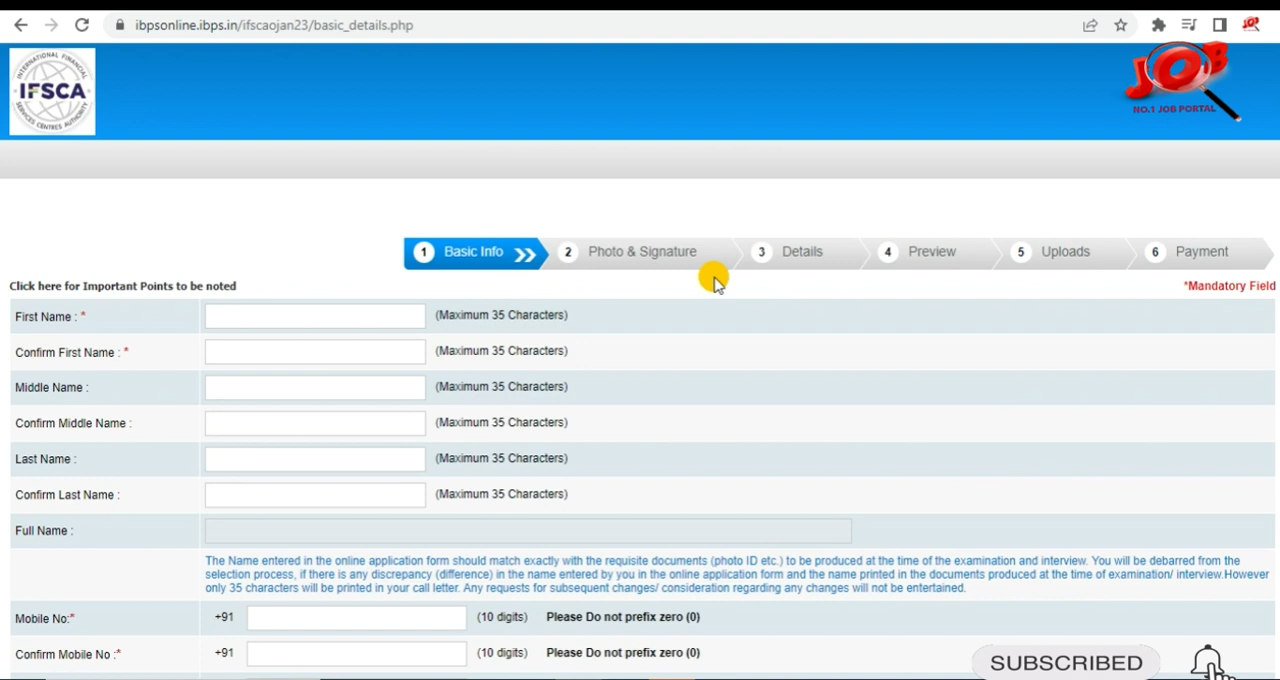 ibpsonline.ibps.in/ifscaojan23/basic_details.php
INTERNATIONAL FINANCIAL
IFSCA
SERVICES CENTRES AUTHORITY
JOB
NO.1 JOB PORTAL
1 Basic Info 2 Photo & Signature 3 Details 4 Preview 5 Uploads 6 Payment
Click here for Important Points to be noted *Mandatory Field
First Name : * (Maximum 35 Characters)
Confirm First Name : * (Maximum 35 Characters)
Middle Name : (Maximum 35 Characters)
Confirm Middle Name : (Maximum 35 Characters)
Last Name : (Maximum 35 Characters)
Confirm Last Name : (Maximum 35 Characters)
Full Name :
The Name entered in the online application form should match exactly with the requisite documents (photo ID etc.) to be produced at the time of the examination and interview. You will be debarred from the
selection process, if there is any discrepancy (difference) in the name entered by you in the online application form and the name printed in the documents produced at the time of examination/ interview.However
only 35 characters will be printed in your call letter. Any requests for subsequent changes/ consideration regarding any changes will not be entertained.
Mobile No:* +91 (10 digits) Please Do not prefix zero (0)
Confirm Mobile No :* +91 (10 digits) Please Do not prefix zero (0)
SUBSCRIBED